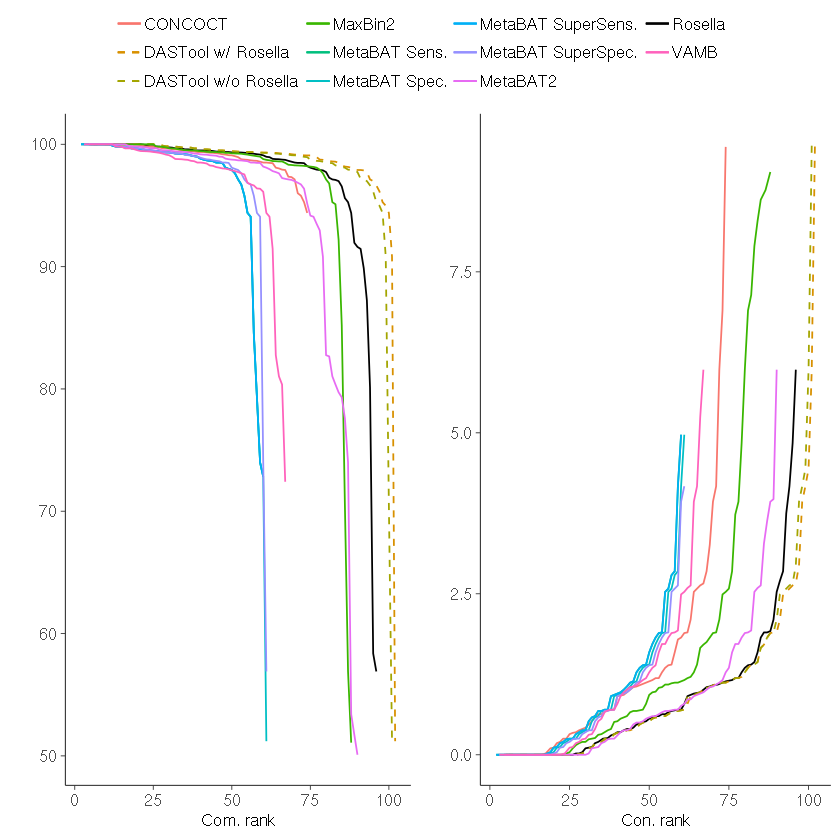 CONCOCT MaxBin2 MetaBAT SuperSens. Rosella
DASTool w/ Rosella MetaBAT Sens. MetaBAT SuperSpec. VAMB
DASTool w/o Rosella MetaBAT Spec. MetaBAT2
100
90
80
70
60
50
0 25 50 75 100
Com. rank
7.5
5.0
2.5
0.0
0 25 50 75 100
Con. rank